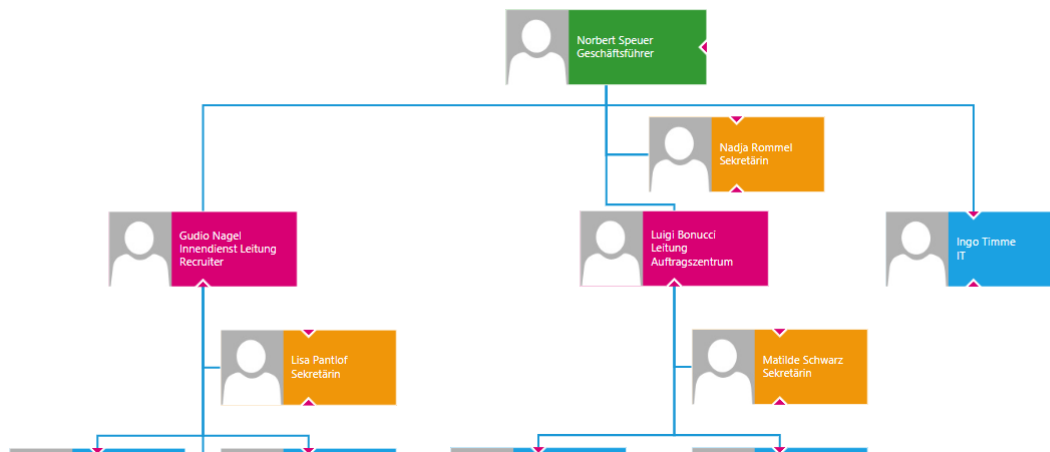 Norbert Speuer
Geschäftsführer
Nadja Rommel
Sekretärin
Gudio Nagel
Innendienst Leitung
Recruiter
Luigi Bonucci
Leitung
Auftragszentrum
Ingo Timme
IT
Lisa Pantlof
Sekretärin
Matilde Schwarz
Sekretärin